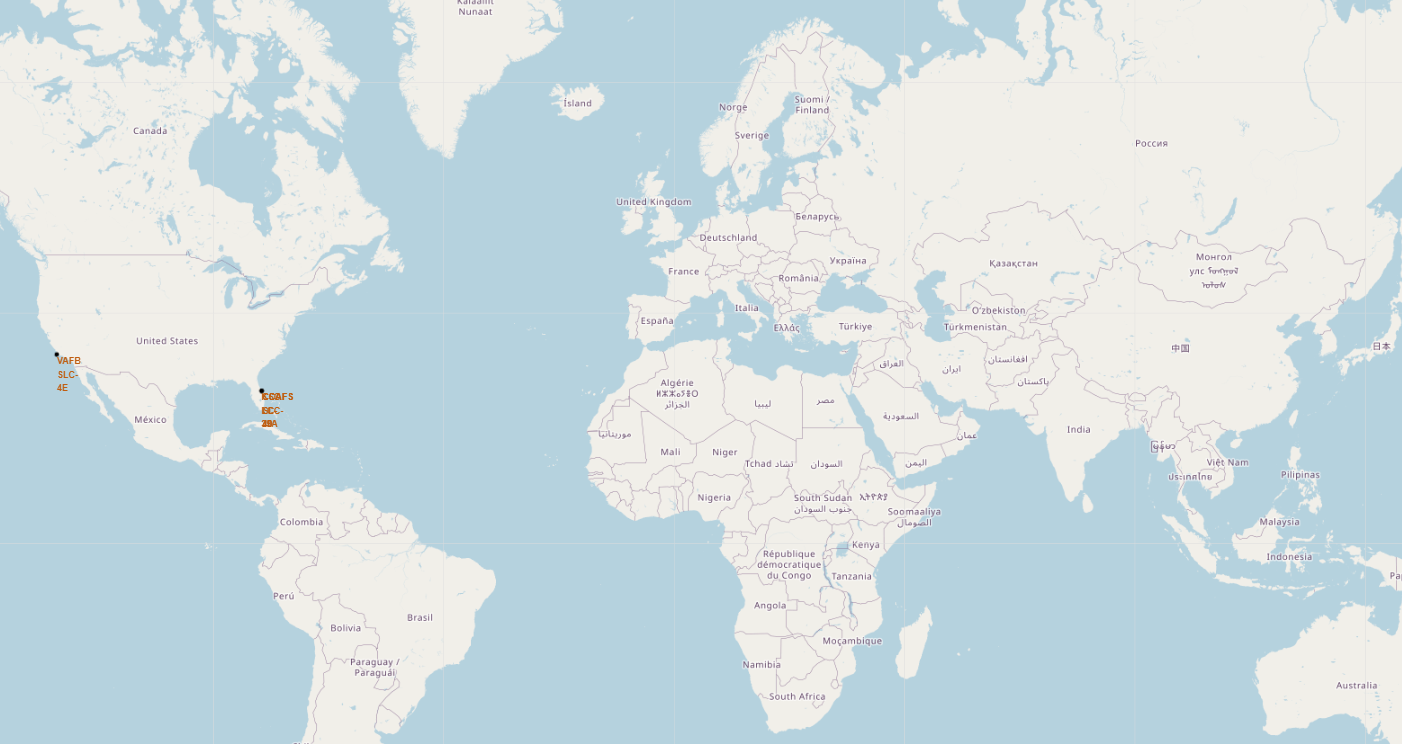 Kalaallit
Nunaat
Ísland
Norge
Suomi /
Finland
Sverige
Canada
Россия
United Kingdom
Беларусь
Deutschland
Україна
Монгол
улс
Қазақстан
France
România
Italia
Oʻzbekiston
España
Ελλάς
Türkiye
Türkmenistan
United States
中国
日本
VAFB
SLC-
4E
العراق
ایران
افغانستان
پاکستان
Algérie
ⵍⵣⵣⴰⵢⴻⵔ
الجزائر
ليبيا
مصر
السعودية
México
India
موريتانيا
عمان
Mali
Niger
Tchad تشاد
السودان
اليمن
Việt Nam
ประเทศไทย
Pilipinas
Nigeria
South Sudan
جنوب السودان
ኢትዮጵያ
Soomaaliya
الصومال
Colombia
Malaysia
Kenya
Indonesia
République
démocratique
du Congo
Tanzania
Perú
Angola
Brasil
Bolivia
Moçambique
Paraguay /
Paraguái
Namibia
South Africa
Australia